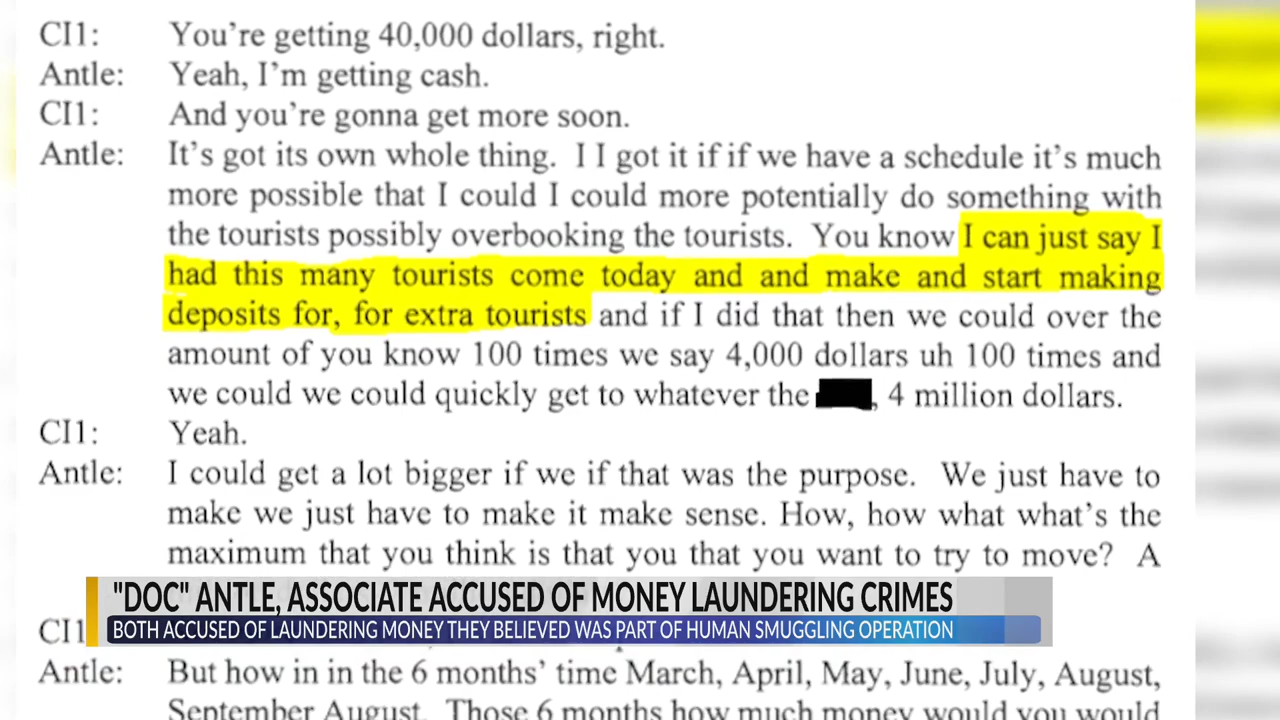 CI1: You're getting 40,000 dollars, right.
Antle: Yeah, I'm getting cash.
CI1: And you're gonna get more soon.
Antle: It's got its own whole thing. I I got it if if we have a schedule it's much
more possible that I could I could more potentially do something with
the tourists possibly overbooking the tourists. You know I can just say I
had this many tourists come today and and make and start making
deposits for, for extra tourists and if I did that then we could over the
amount of you know 100 times we say 4,000 dollars uh 100 times and
we could we could quickly get to whatever the , 4 million dollars.
CI1: Yeah.
Antle: I could get a lot bigger if we if that was the purpose. We just have to
make we just have to make it make sense. How, how what what's the
maximum that you think is that you that you want to try to move? A
"DOC" ANTLE, ASSOCIATE ACCUSED OF MONEY LAUNDERING CRIMES
CI1
BOTH ACCUSED OF LAUNDERING MONEY THEY BELIEVED WAS PART OF HUMAN SMUGGLING OPERATION
Antle: But how in in the 6 months' time March, April, May, June, July, August,
September August. Those 6 months how much money would you would